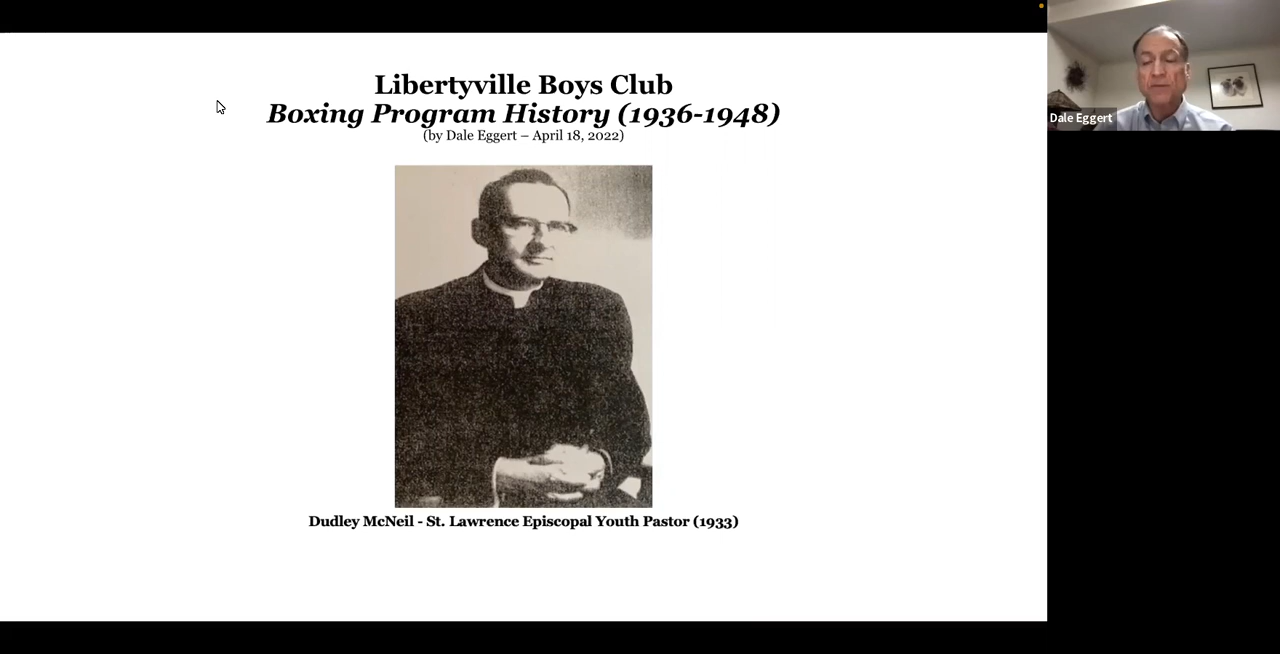 Libertyville Boys Club
Boxing Program History (1936-1948)
(by Dale Eggert – April 18, 2022)
Dudley McNeil - St. Lawrence Episcopal Youth Pastor (1933)
Dale Eggert